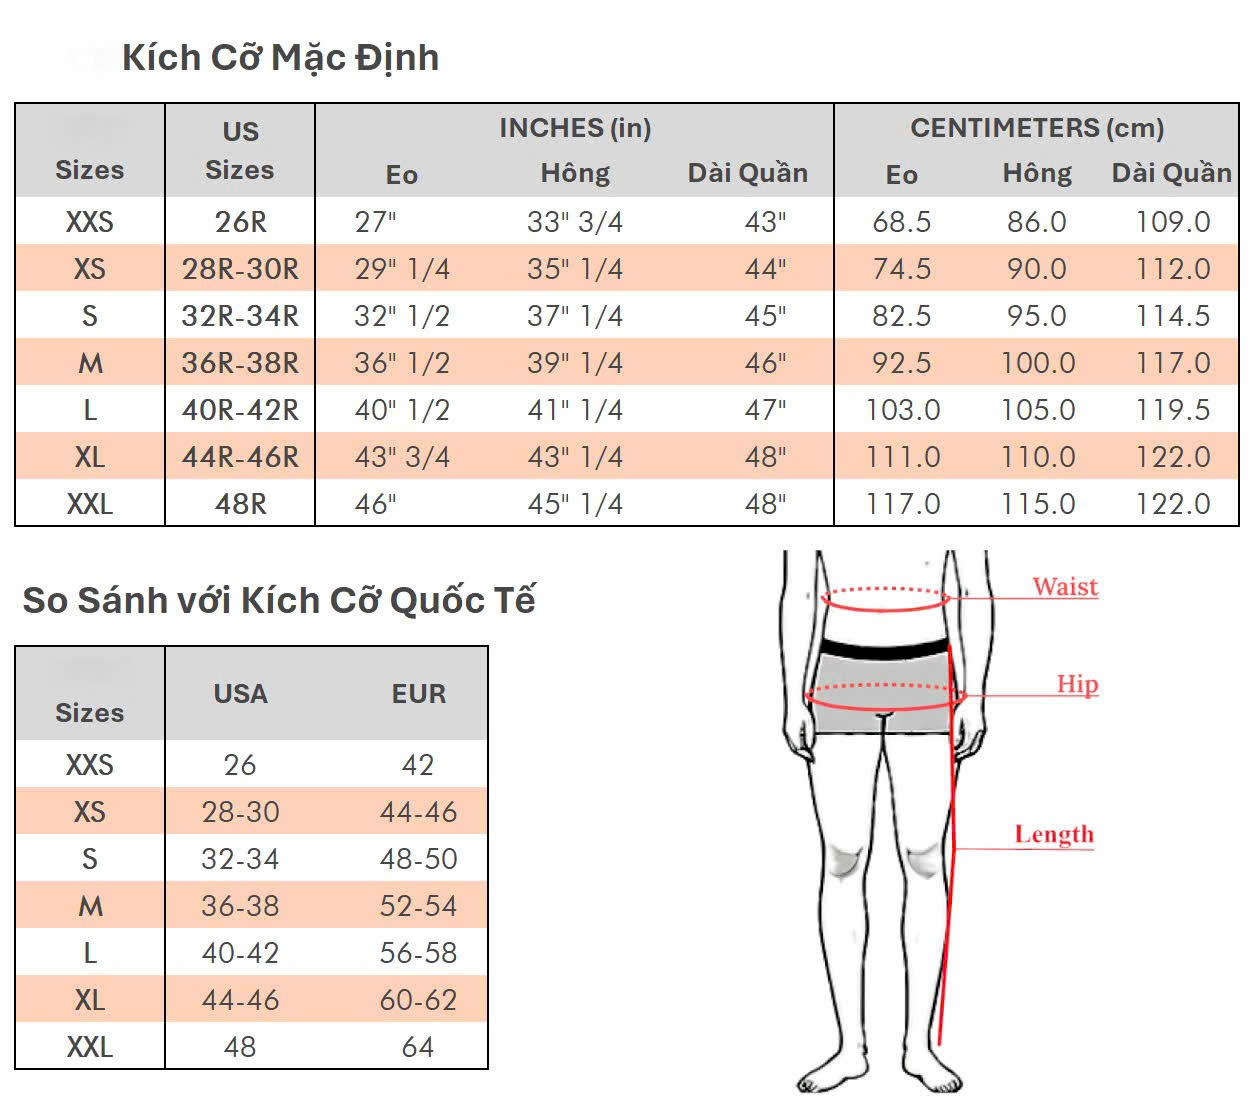 Kích Cỡ Mặc Định
Sizes US Sizes INCHES (in) CENTIMETERS (cm)
Eo Hông Dài Quần Eo Hông Dài Quần
XXS 26R 27" 33" 3/4 43" 68.5 86.0 109.0
XS 28R-30R 29" 1/4 35" 1/4 44" 74.5 90.0 112.0
S 32R-34R 32" 1/2 37" 1/4 45" 82.5 95.0 114.5
M 36R-38R 36" 1/2 39" 1/4 46" 92.5 100.0 117.0
L 40R-42R 40" 1/2 41" 1/4 47" 103.0 105.0 119.5
XL 44R-46R 43" 3/4 43" 1/4 48" 111.0 110.0 122.0
XXL 48R 46" 45" 1/4 48" 117.0 115.0 122.0
So Sánh với Kích Cỡ Quốc Tế
Sizes USA EUR
XXS 26 42
XS 28-30 44-46
S 32-34 48-50
M 36-38 52-54
L 40-42 56-58
XL 44-46 60-62
XXL 48 64
Waist
Hip
Length